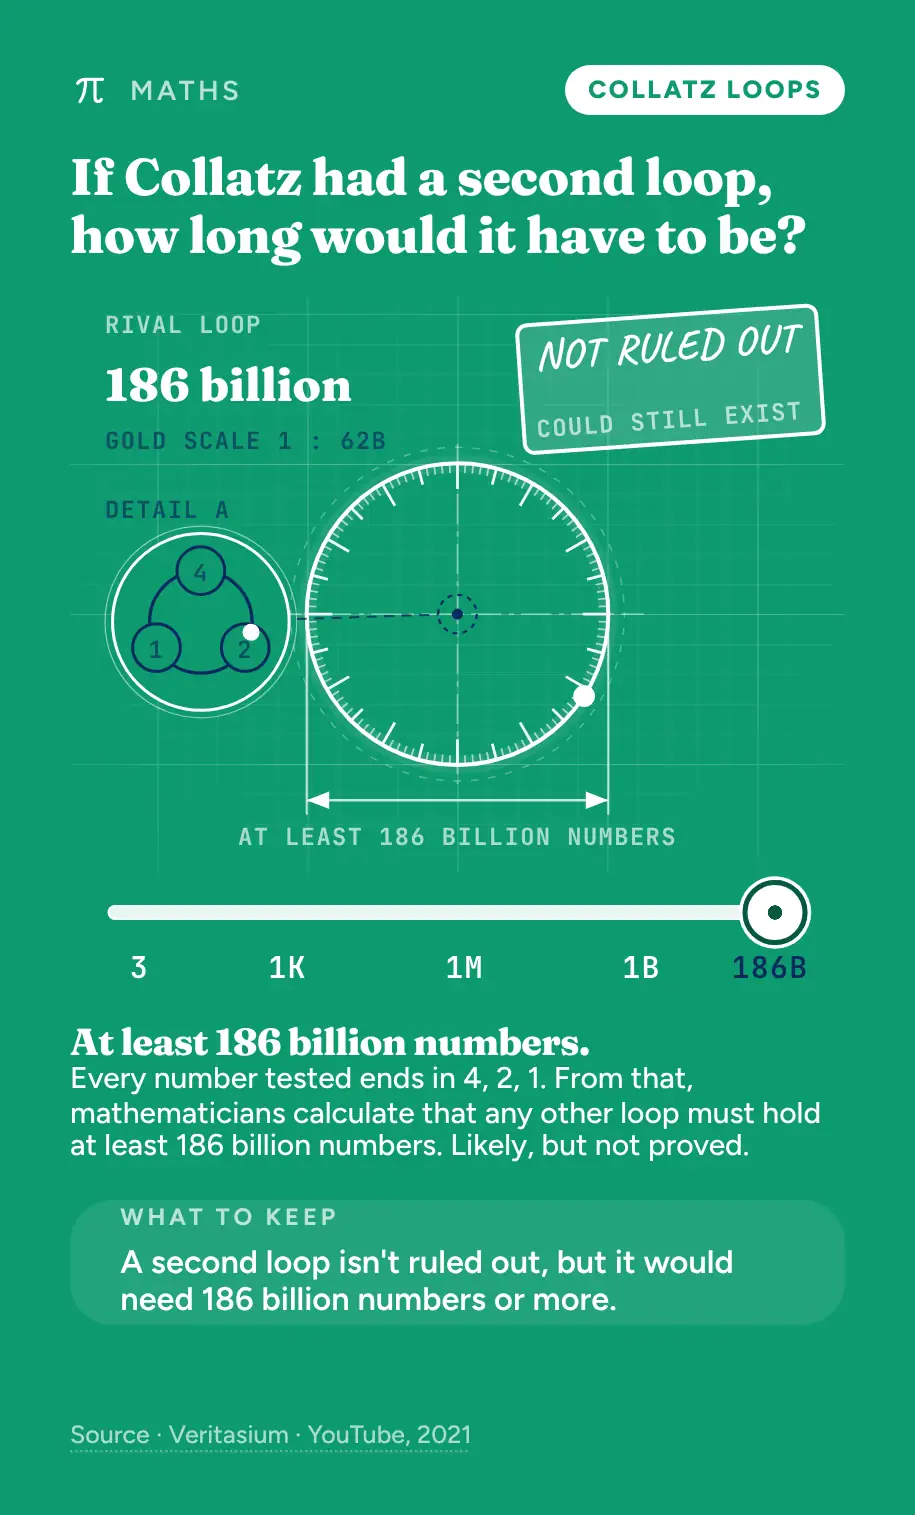 π MATHS
COLLATZ LOOPS
If Collatz had a second loop,
how long would it have to be?
RIVAL LOOP
186 billion
GOLD SCALE 1 : 62B
NOT RULED OUT
COULD STILL EXIST
DETAIL A
4
1
2
AT LEAST 186 BILLION NUMBERS
3 1K 1M 1B 186B
At least 186 billion numbers.
Every number tested ends in 4, 2, 1. From that,
mathematicians calculate that any other loop must hold
at least 186 billion numbers. Likely, but not proved.
WHAT TO KEEP
A second loop isn't ruled out, but it would
need 186 billion numbers or more.
Source · Veritasium · YouTube, 2021